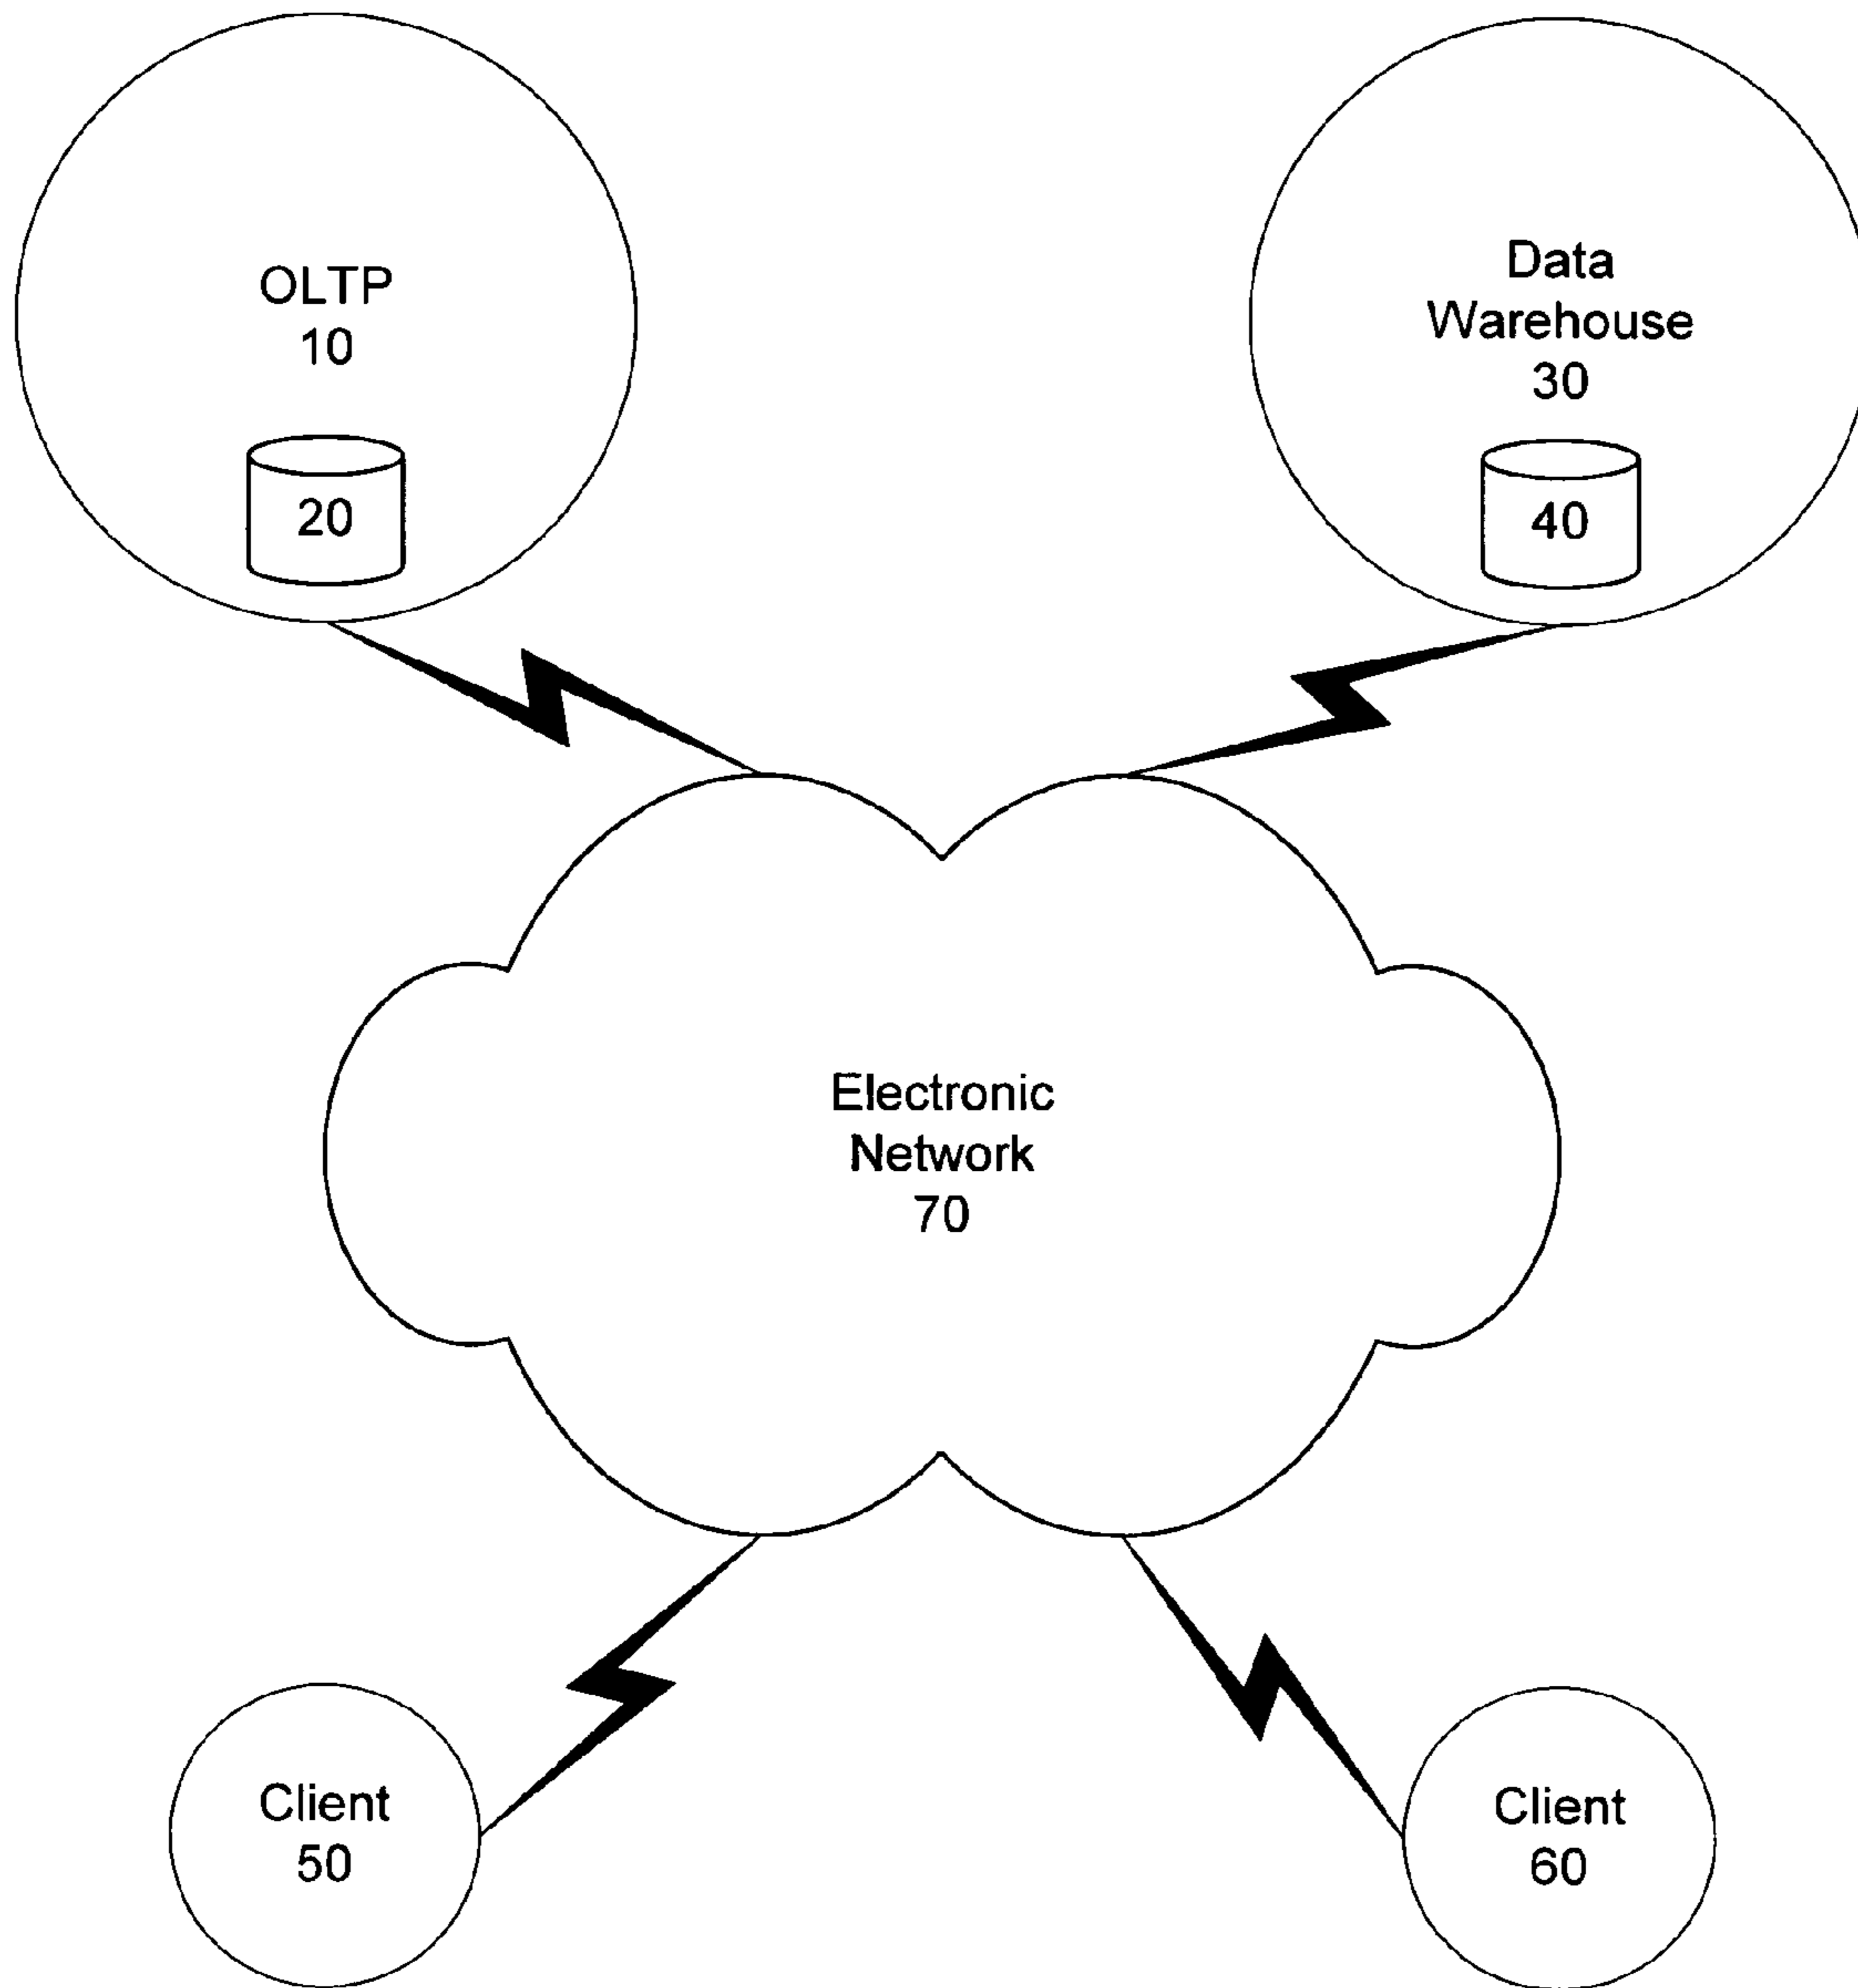 OLTP
10
20
Data
Warehouse
30
40
Electronic
Network
70
Client
50
Client
60